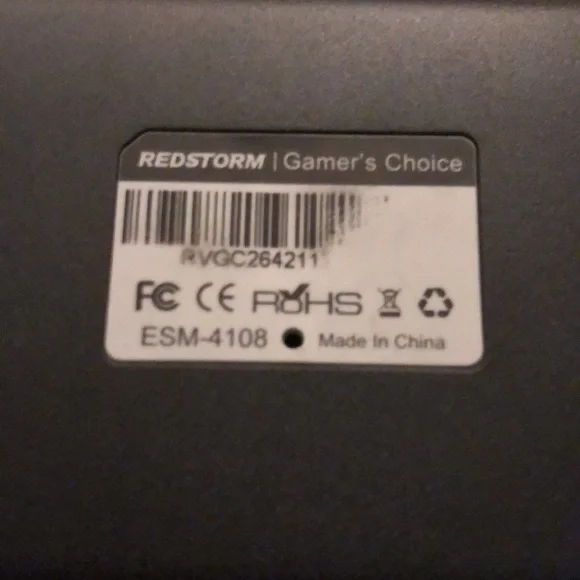 REDSTORM | Gamer's Choice
RVGC264211
FC CE RoHS
ESM-4108 Made In China